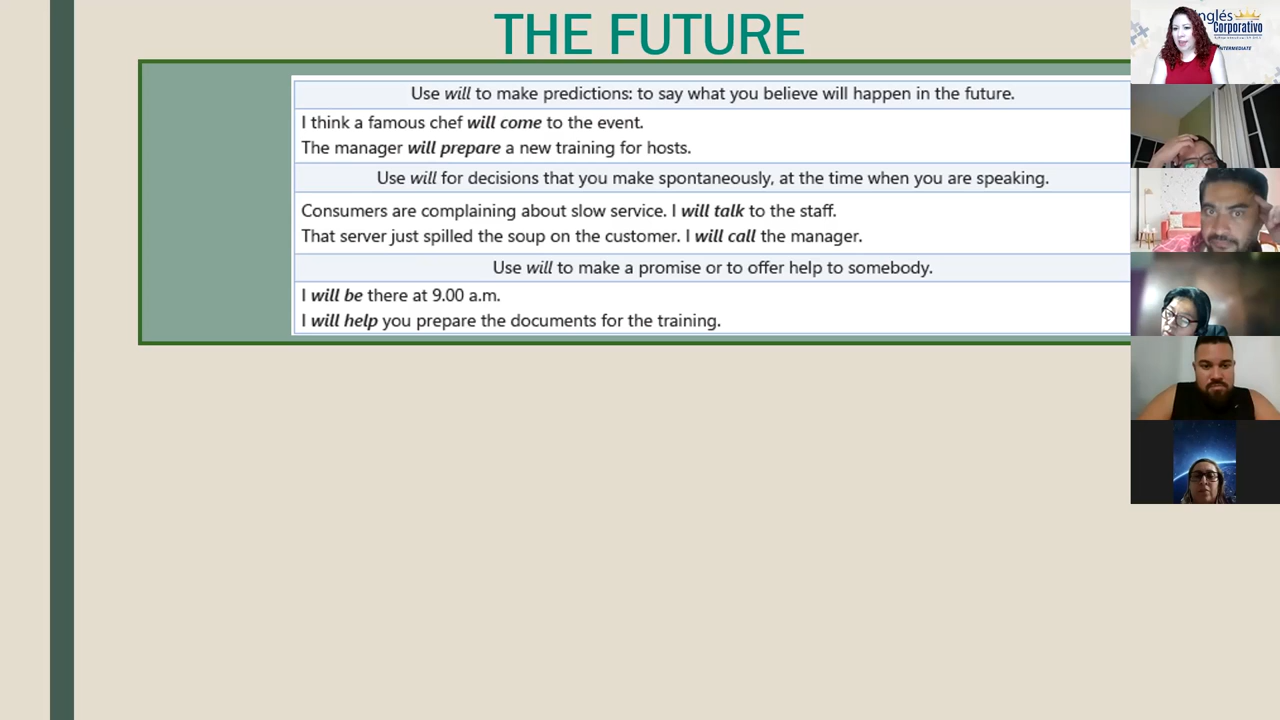 THE FUTURE
Use will to make predictions: to say what you believe will happen in the future.
I think a famous chef will come to the event.
The manager will prepare a new training for hosts.
Use will for decisions that you make spontaneously, at the time when you are speaking.
Consumers are complaining about slow service. I will talk to the staff.
That server just spilled the soup on the customer. I will call the manager.
Use will to make a promise or to offer help to somebody.
I will be there at 9.00 a.m.
I will help you prepare the documents for the training.
Inglés
Corporativo
INTERMEDIATE